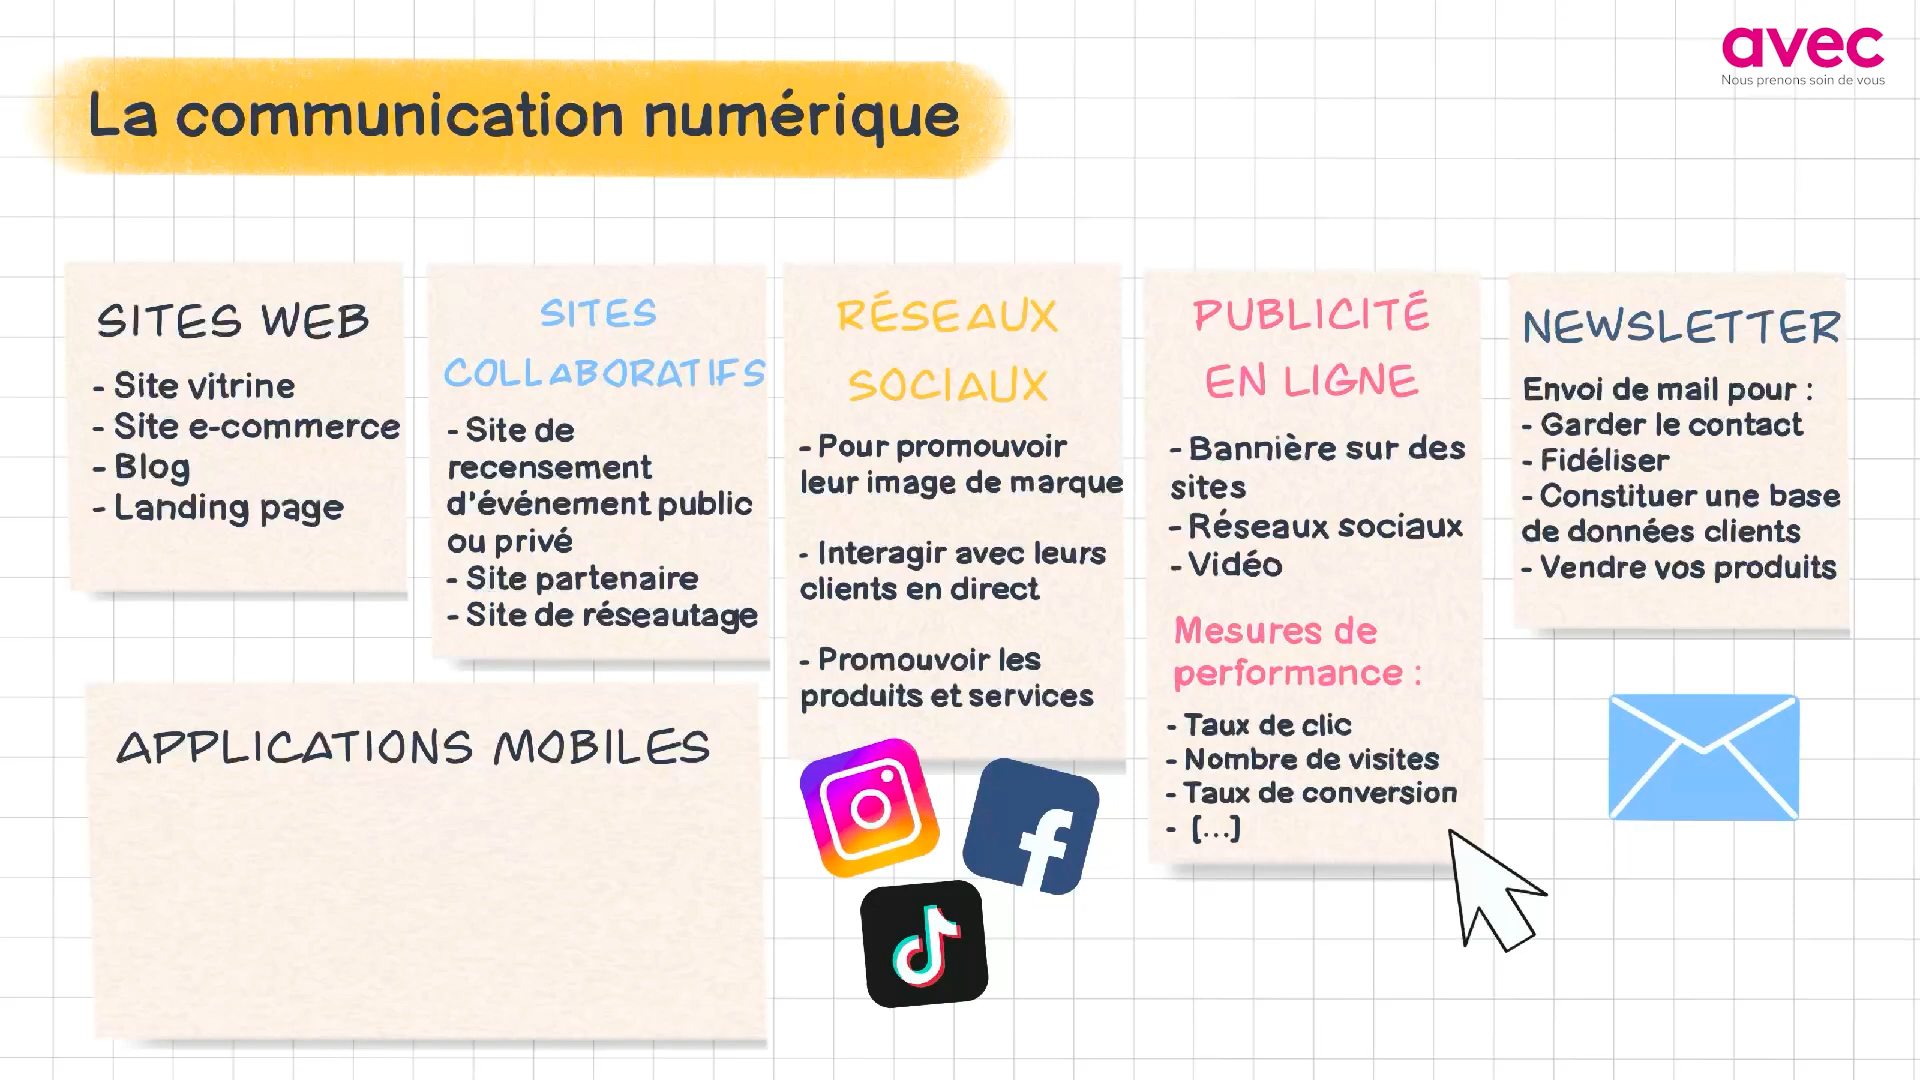 avec
Nous prenons soin de vous
La communication numérique
SITES WEB
- Site vitrine
- Site e-commerce
- Blog
- Landing page
SITES
COLLABORATIFS
- Site de
recensement
d'événement public
ou privé
- Site partenaire
- Site de réseautage
RÉSEAUX
SOCIAUX
- Pour promouvoir
leur image de marque
- Interagir avec leurs
clients en direct
- Promouvoir les
produits et services
PUBLICITÉ
EN LIGNE
- Bannière sur des
sites
- Réseaux sociaux
- Vidéo
Mesures de
performance :
- Taux de clic
- Nombre de visites
- Taux de conversion
- [...]
NEWSLETTER
Envoi de mail pour :
- Garder le contact
- Fidéliser
- Constituer une base
de données clients
- Vendre vos produits
APPLICATIONS MOBILES